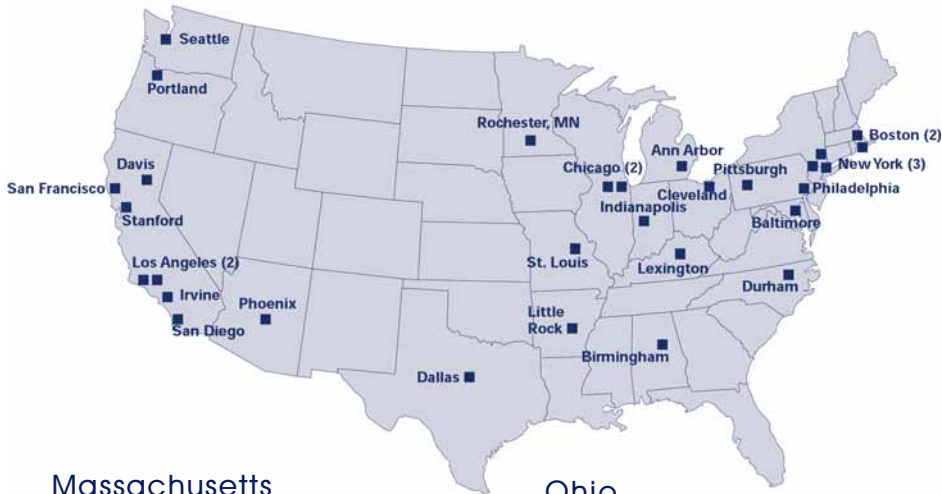 Seattle
Portland
Rochester, MN
Boston (2)
Ann Arbor
Chicago (2)
Pittsburgh
New York (3)
Davis
San Francisco
Cleveland
Philadelphia
Indianapolis
Stanford
Baltimore
St. Louis
Lexington
Los Angeles (2)
Durham
Irvine
Phoenix
Little
Rock
San Diego
Birmingham
Dallas
Massachusetts
Ohio